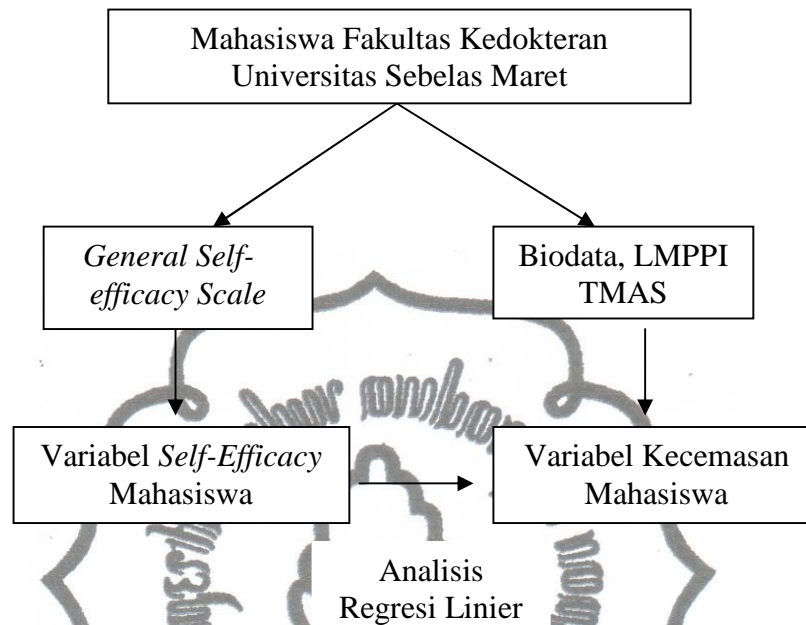 Mahasiswa Fakultas Kedokteran
Universitas Sebelas Maret
General Self-
efficacy Scale
Biodata, LMPPI
TMAS
Variabel Self-Efficacy
Mahasiswa
Variabel Kecemasan
Mahasiswa
Analisis
Regresi Linier